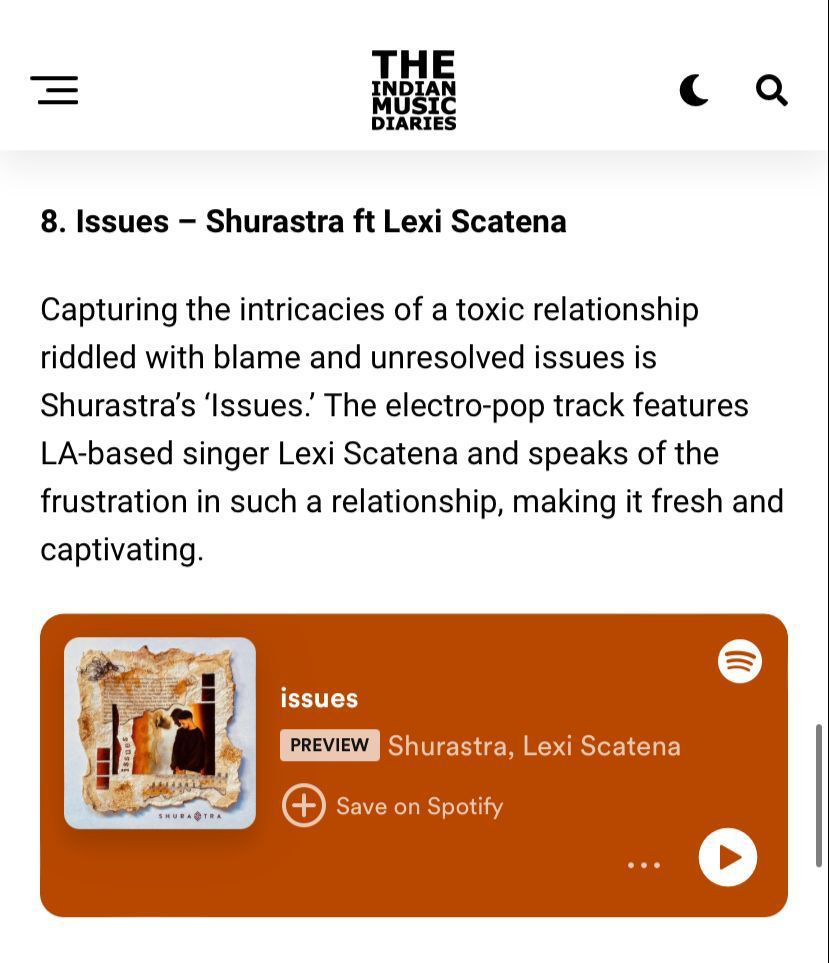 THE
INDIAN
MUSIC
DIARIES
8. Issues – Shurastra ft Lexi Scatena
Capturing the intricacies of a toxic relationship
riddled with blame and unresolved issues is
Shurastra’s ‘Issues.’ The electro-pop track features
LA-based singer Lexi Scatena and speaks of the
frustration in such a relationship, making it fresh and
captivating.
issues
SHURASTRA
issues
PREVIEW Shurastra, Lexi Scatena
Save on Spotify